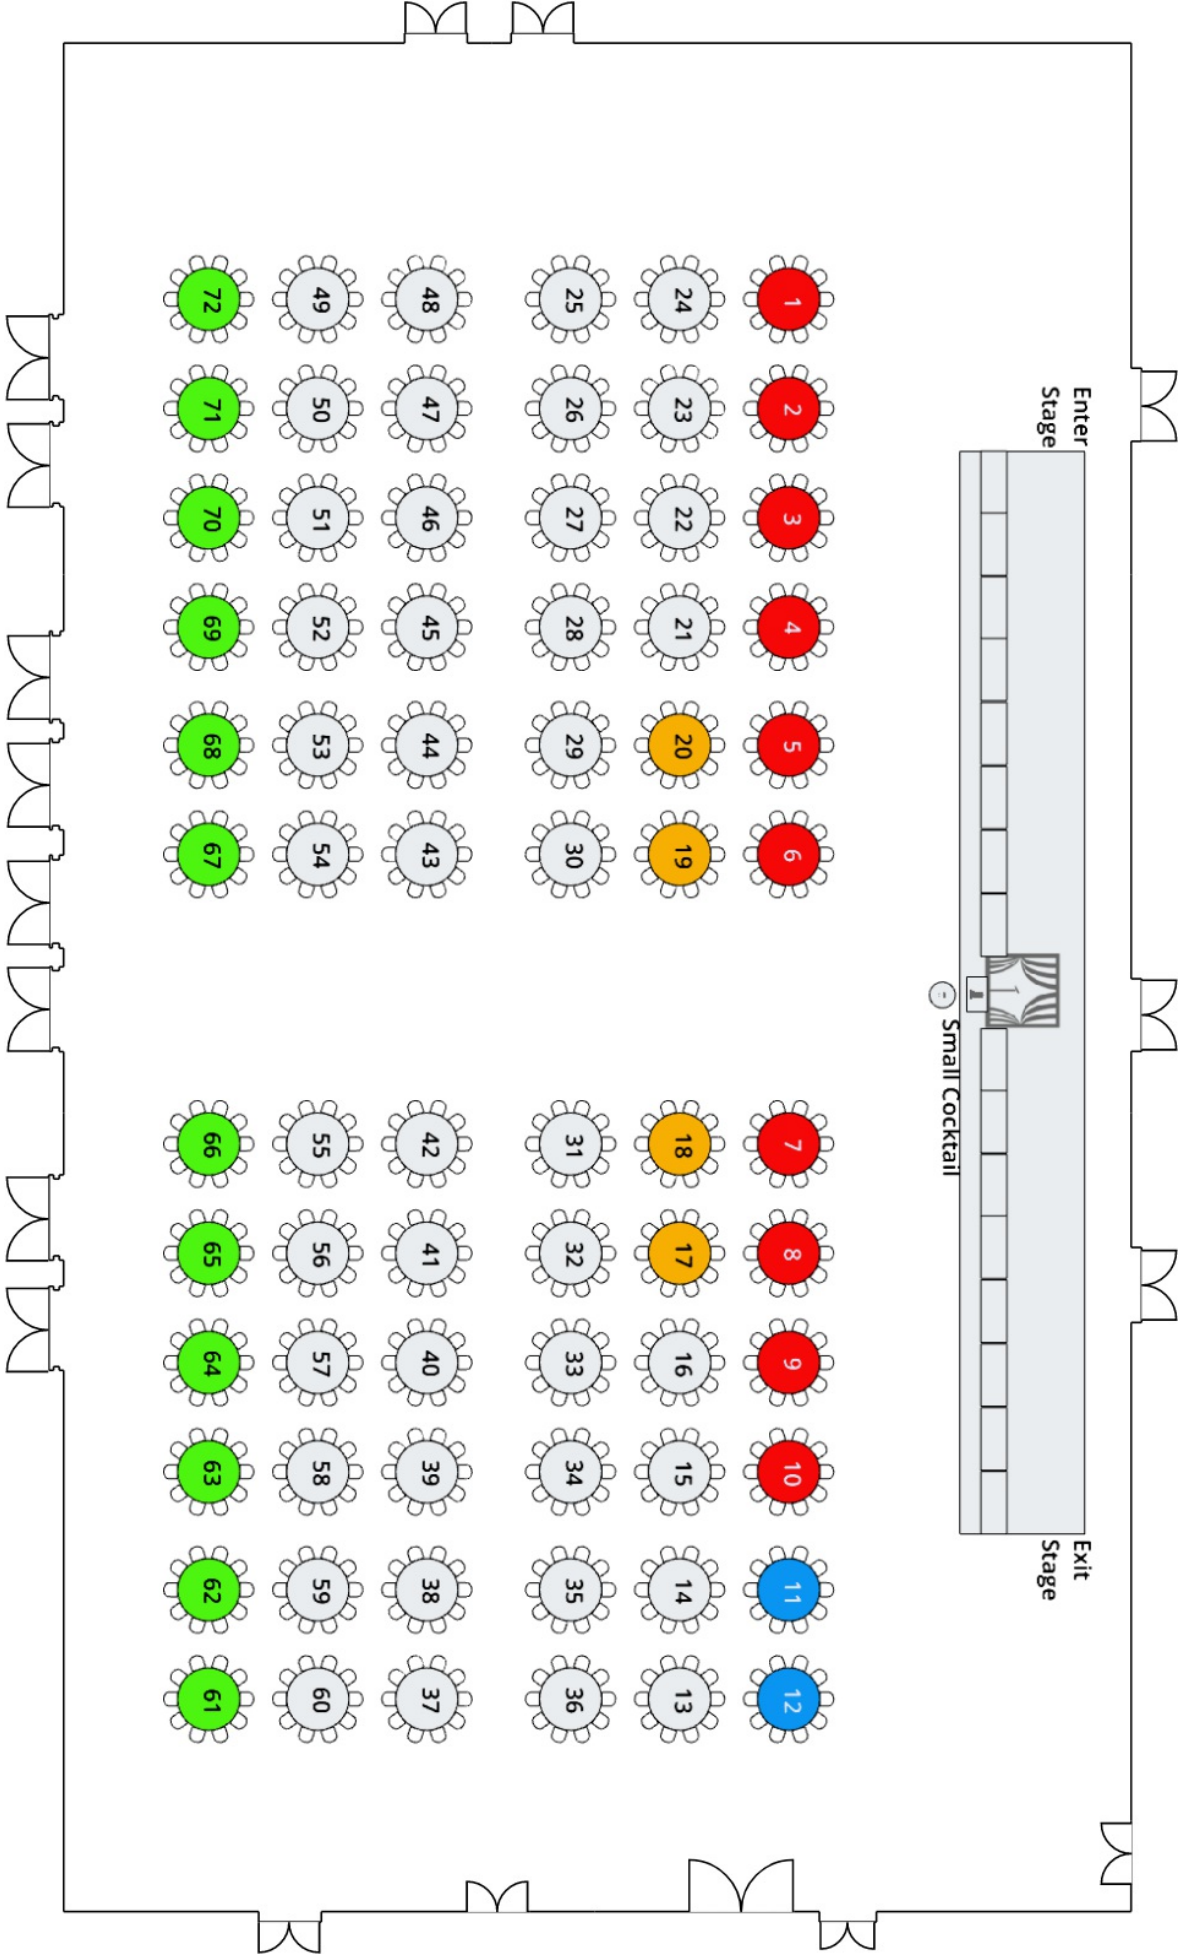 Enter
Stage
Exit
Stage
1
- Small Cocktail
1 2 3 4 5 6 7 8 9 10 11 12
24 23 22 21 20 19 18 17 16 15 14 13
25 26 27 28 29 30 31 32 33 34 35 36
48 47 46 45 44 43 42 41 40 39 38 37
49 50 51 52 53 54 55 56 57 58 59 60
72 71 70 69 68 67 66 65 64 63 62 61